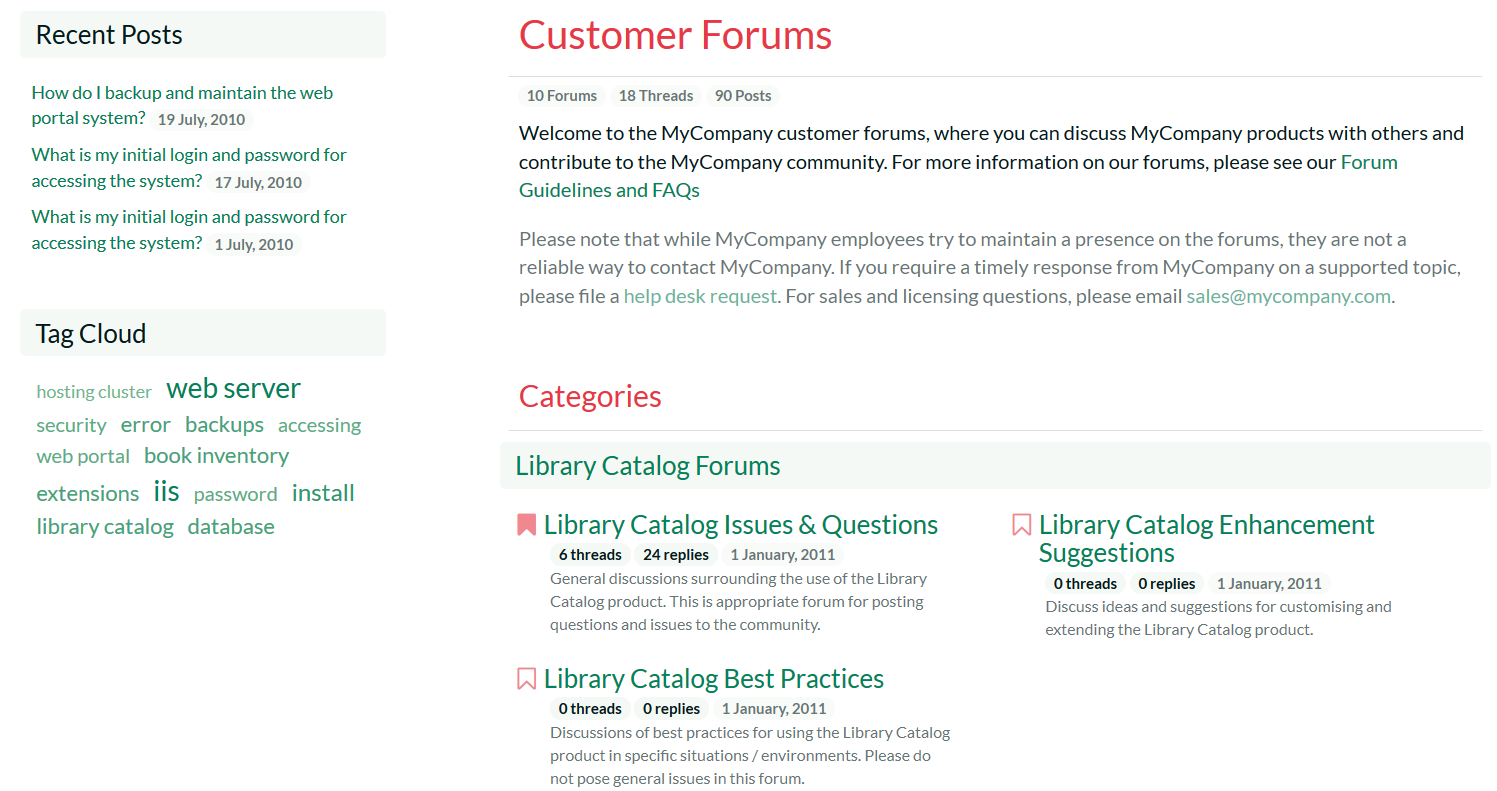 Recent Posts
How do I backup and maintain the web
portal system? 19 July, 2010
What is my initial login and password for
accessing the system? 17 July, 2010
What is my initial login and password for
accessing the system? 1 July, 2010
Tag Cloud
hosting cluster web server
security error backups accessing
web portal book inventory
extensions iis password install
library catalog database
Customer Forums
10 Forums 18 Threads 90 Posts
Welcome to the MyCompany customer forums, where you can discuss MyCompany products with others and
contribute to the MyCompany community. For more information on our forums, please see our Forum
Guidelines and FAQs
Please note that while MyCompany employees try to maintain a presence on the forums, they are not a
reliable way to contact MyCompany. If you require a timely response from MyCompany on a supported topic,
please file a help desk request. For sales and licensing questions, please email sales@mycompany.com.
Categories
Library Catalog Forums
Library Catalog Issues & Questions
6 threads 24 replies 1 January, 2011
General discussions surrounding the use of the Library
Catalog product. This is appropriate forum for posting
questions and issues to the community.
Library Catalog Enhancement
Suggestions
0 threads 0 replies 1 January, 2011
Discuss ideas and suggestions for customising and
extending the Library Catalog product.
Library Catalog Best Practices
0 threads 0 replies 1 January, 2011
Discussions of best practices for using the Library Catalog
product in specific situations / environments. Please do
not pose general issues in this forum.